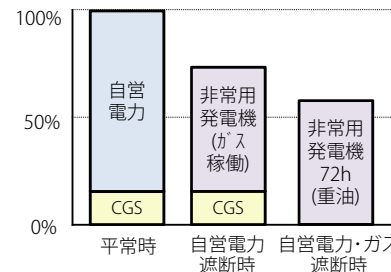 100%
50%
0%
自営
電力
CGS
非常用
発電機
(ガス
稼働)
CGS
非常用
発電機
72h
(重油)
平常時
自営電力
遮断時
自営電力・ガス
遮断時